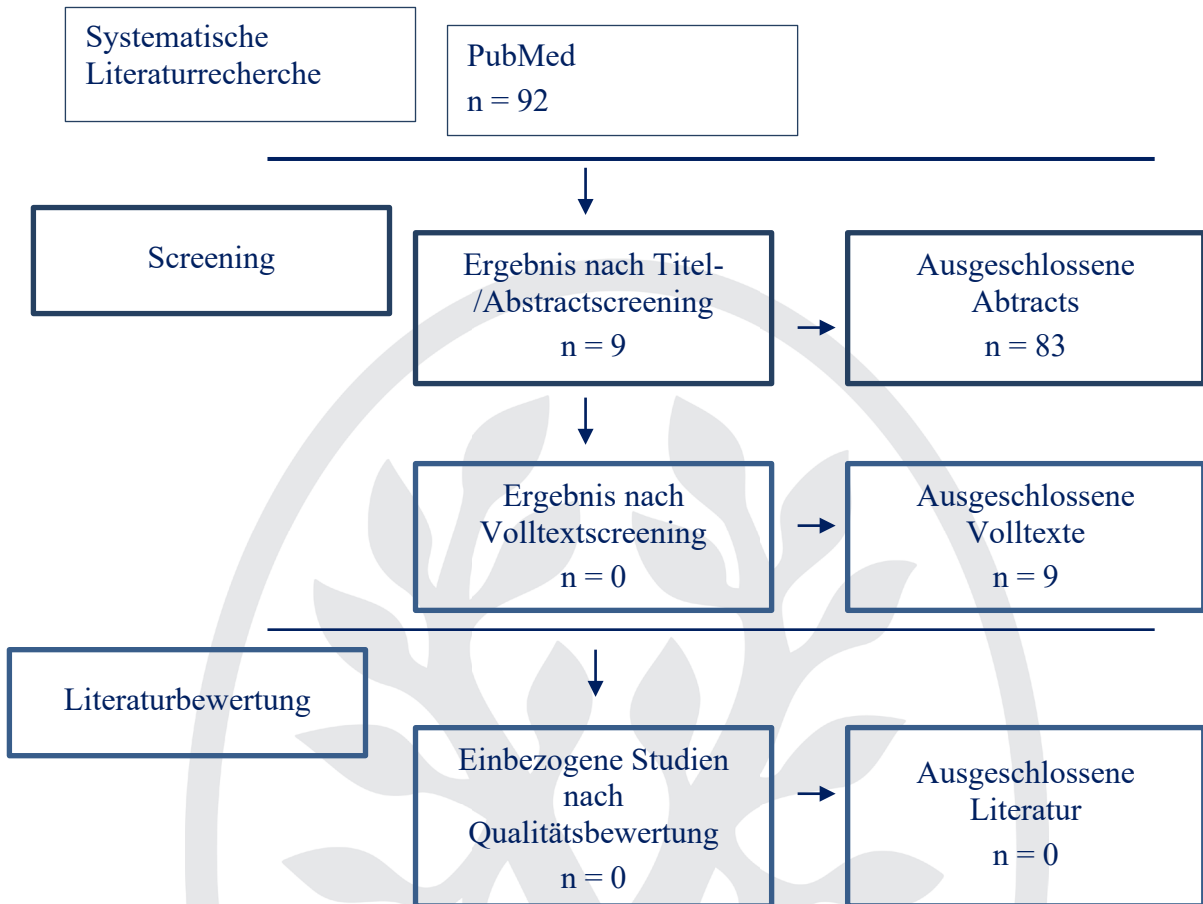 Systematische
Literaturrecherche
PubMed
n = 92
Screening
Ergebnis nach Titel-
/Abstractscreening
n = 9
Ausgeschlossene
Abtracts
n = 83
Ergebnis nach
Volltextscreening
n = 0
Ausgeschlossene
Volltexte
n = 9
Literaturbewertung
Einbezogene Studien
nach
Qualitätsbewertung
n = 0
Ausgeschlossene
Literatur
n = 0